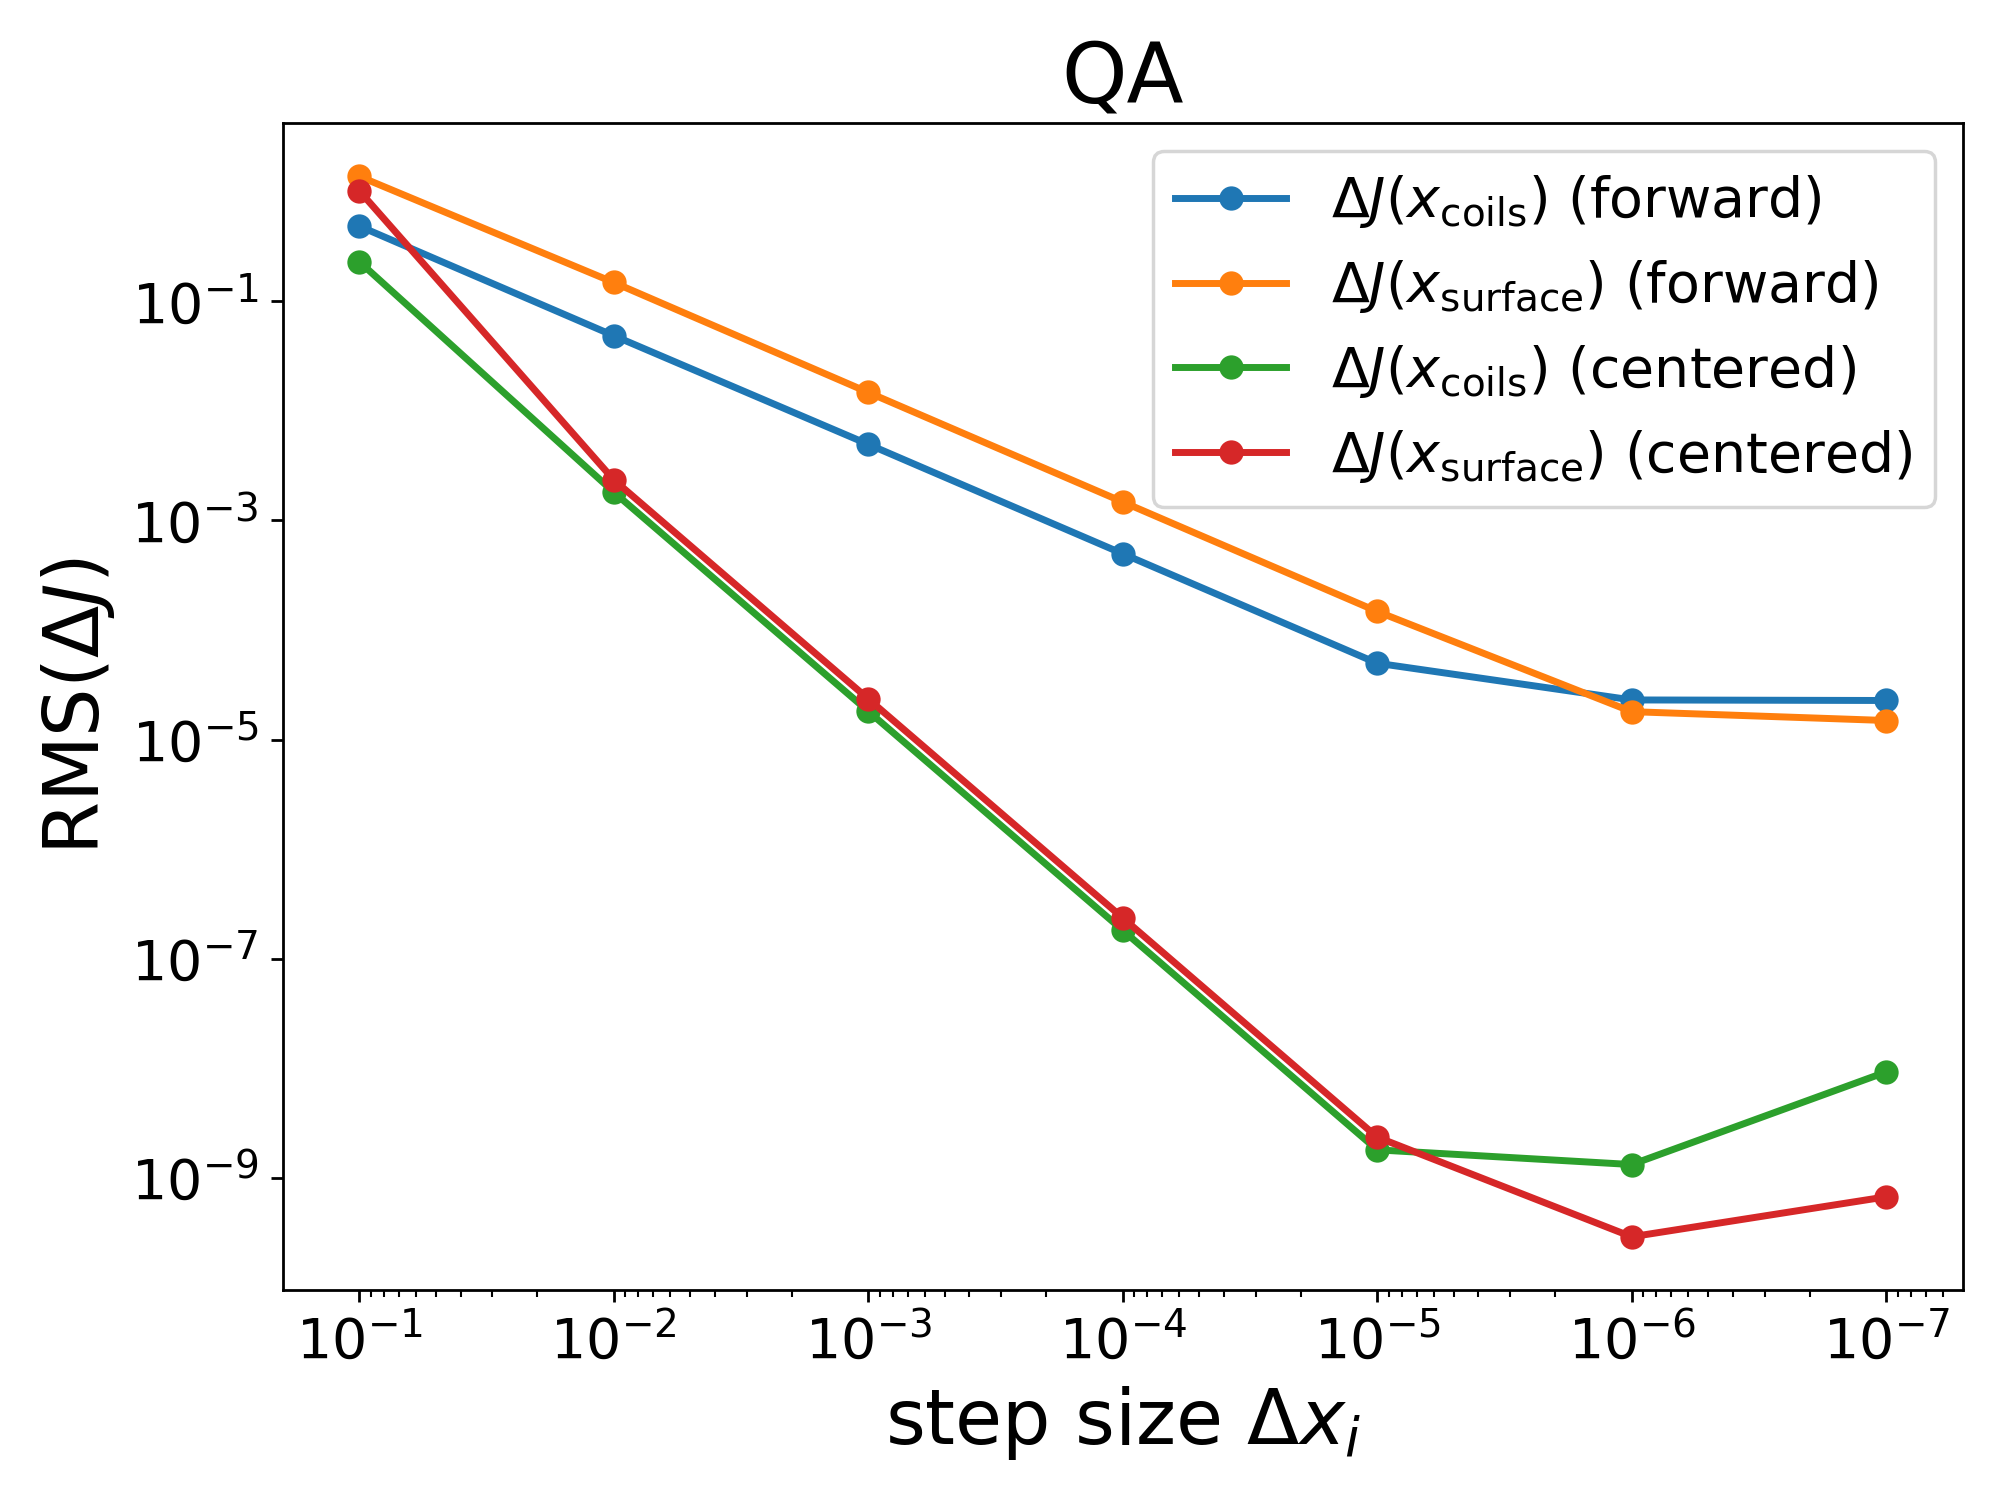 QA
ΔJ(x_coils) (forward)
ΔJ(x_surface) (forward)
ΔJ(x_coils) (centered)
ΔJ(x_surface) (centered)
RMS(ΔJ)
10⁻¹
10⁻³
10⁻⁵
10⁻⁷
10⁻⁹
10⁻¹ 10⁻² 10⁻³ 10⁻⁴ 10⁻⁵ 10⁻⁶ 10⁻⁷
step size Δxᵢ